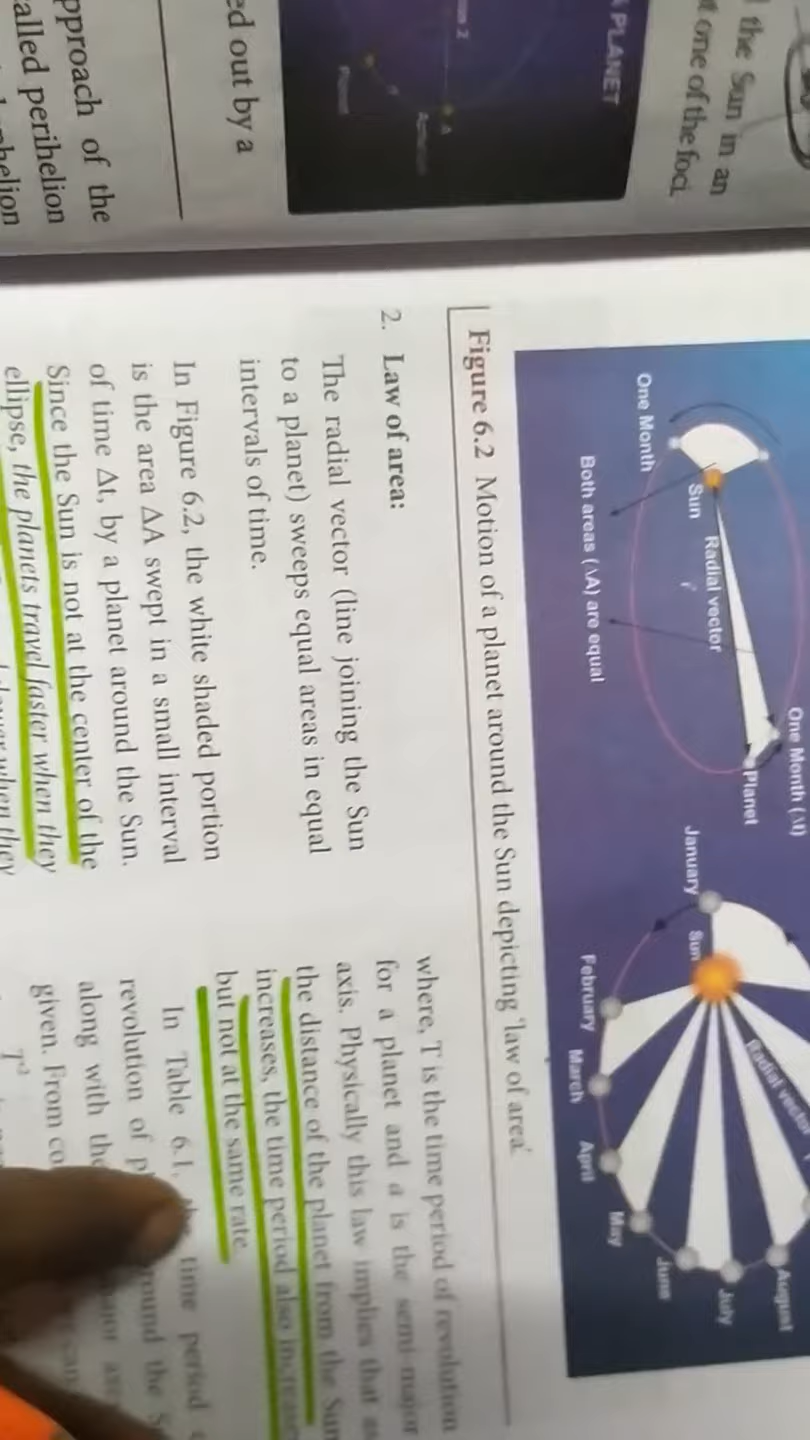 the Sun in an
one of the foci.
PLANET
ed out by a
pproach of the
alled perihelion
One Month
Sun
Radial vector
r
Both areas (ΔA) are equal
One Month (Δt)
Planet
January
Sun
February
March
April
May
June
July
August
Radial vector
Figure 6.2 Motion of a planet around the Sun depicting 'law of area'
2. Law of area:
The radial vector (line joining the Sun
to a planet) sweeps equal areas in equal
intervals of time.
In Figure 6.2, the white shaded portion
is the area ΔA swept in a small interval
of time Δt, by a planet around the Sun.
Since the Sun is not at the center of the
ellipse, the planets travel faster when they
when they
where, T is the time period of revolution
for a planet and a is the semi-major
axis. Physically this law implies that as
the distance of the planet from the Sun
increases, the time period also increases
but not at the same rate.
In Table 6.1, the time period
revolution of round the
along with the major
given. From